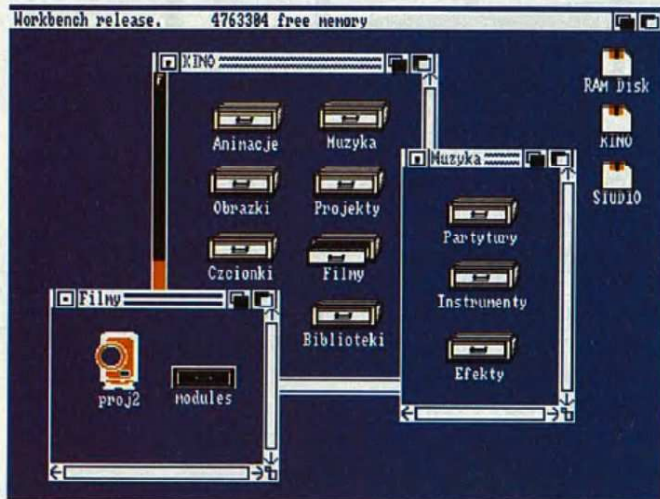 Workbench release. 4763304 free memory
KINO
Animacje
Muzyka
Obrazki
Projekty
Czcionki
Filmy
Biblioteki
Muzyka
Partytury
Instrumenty
Efekty
Filmy
proj2
modules
RAM Disk
KINO
STUDIO